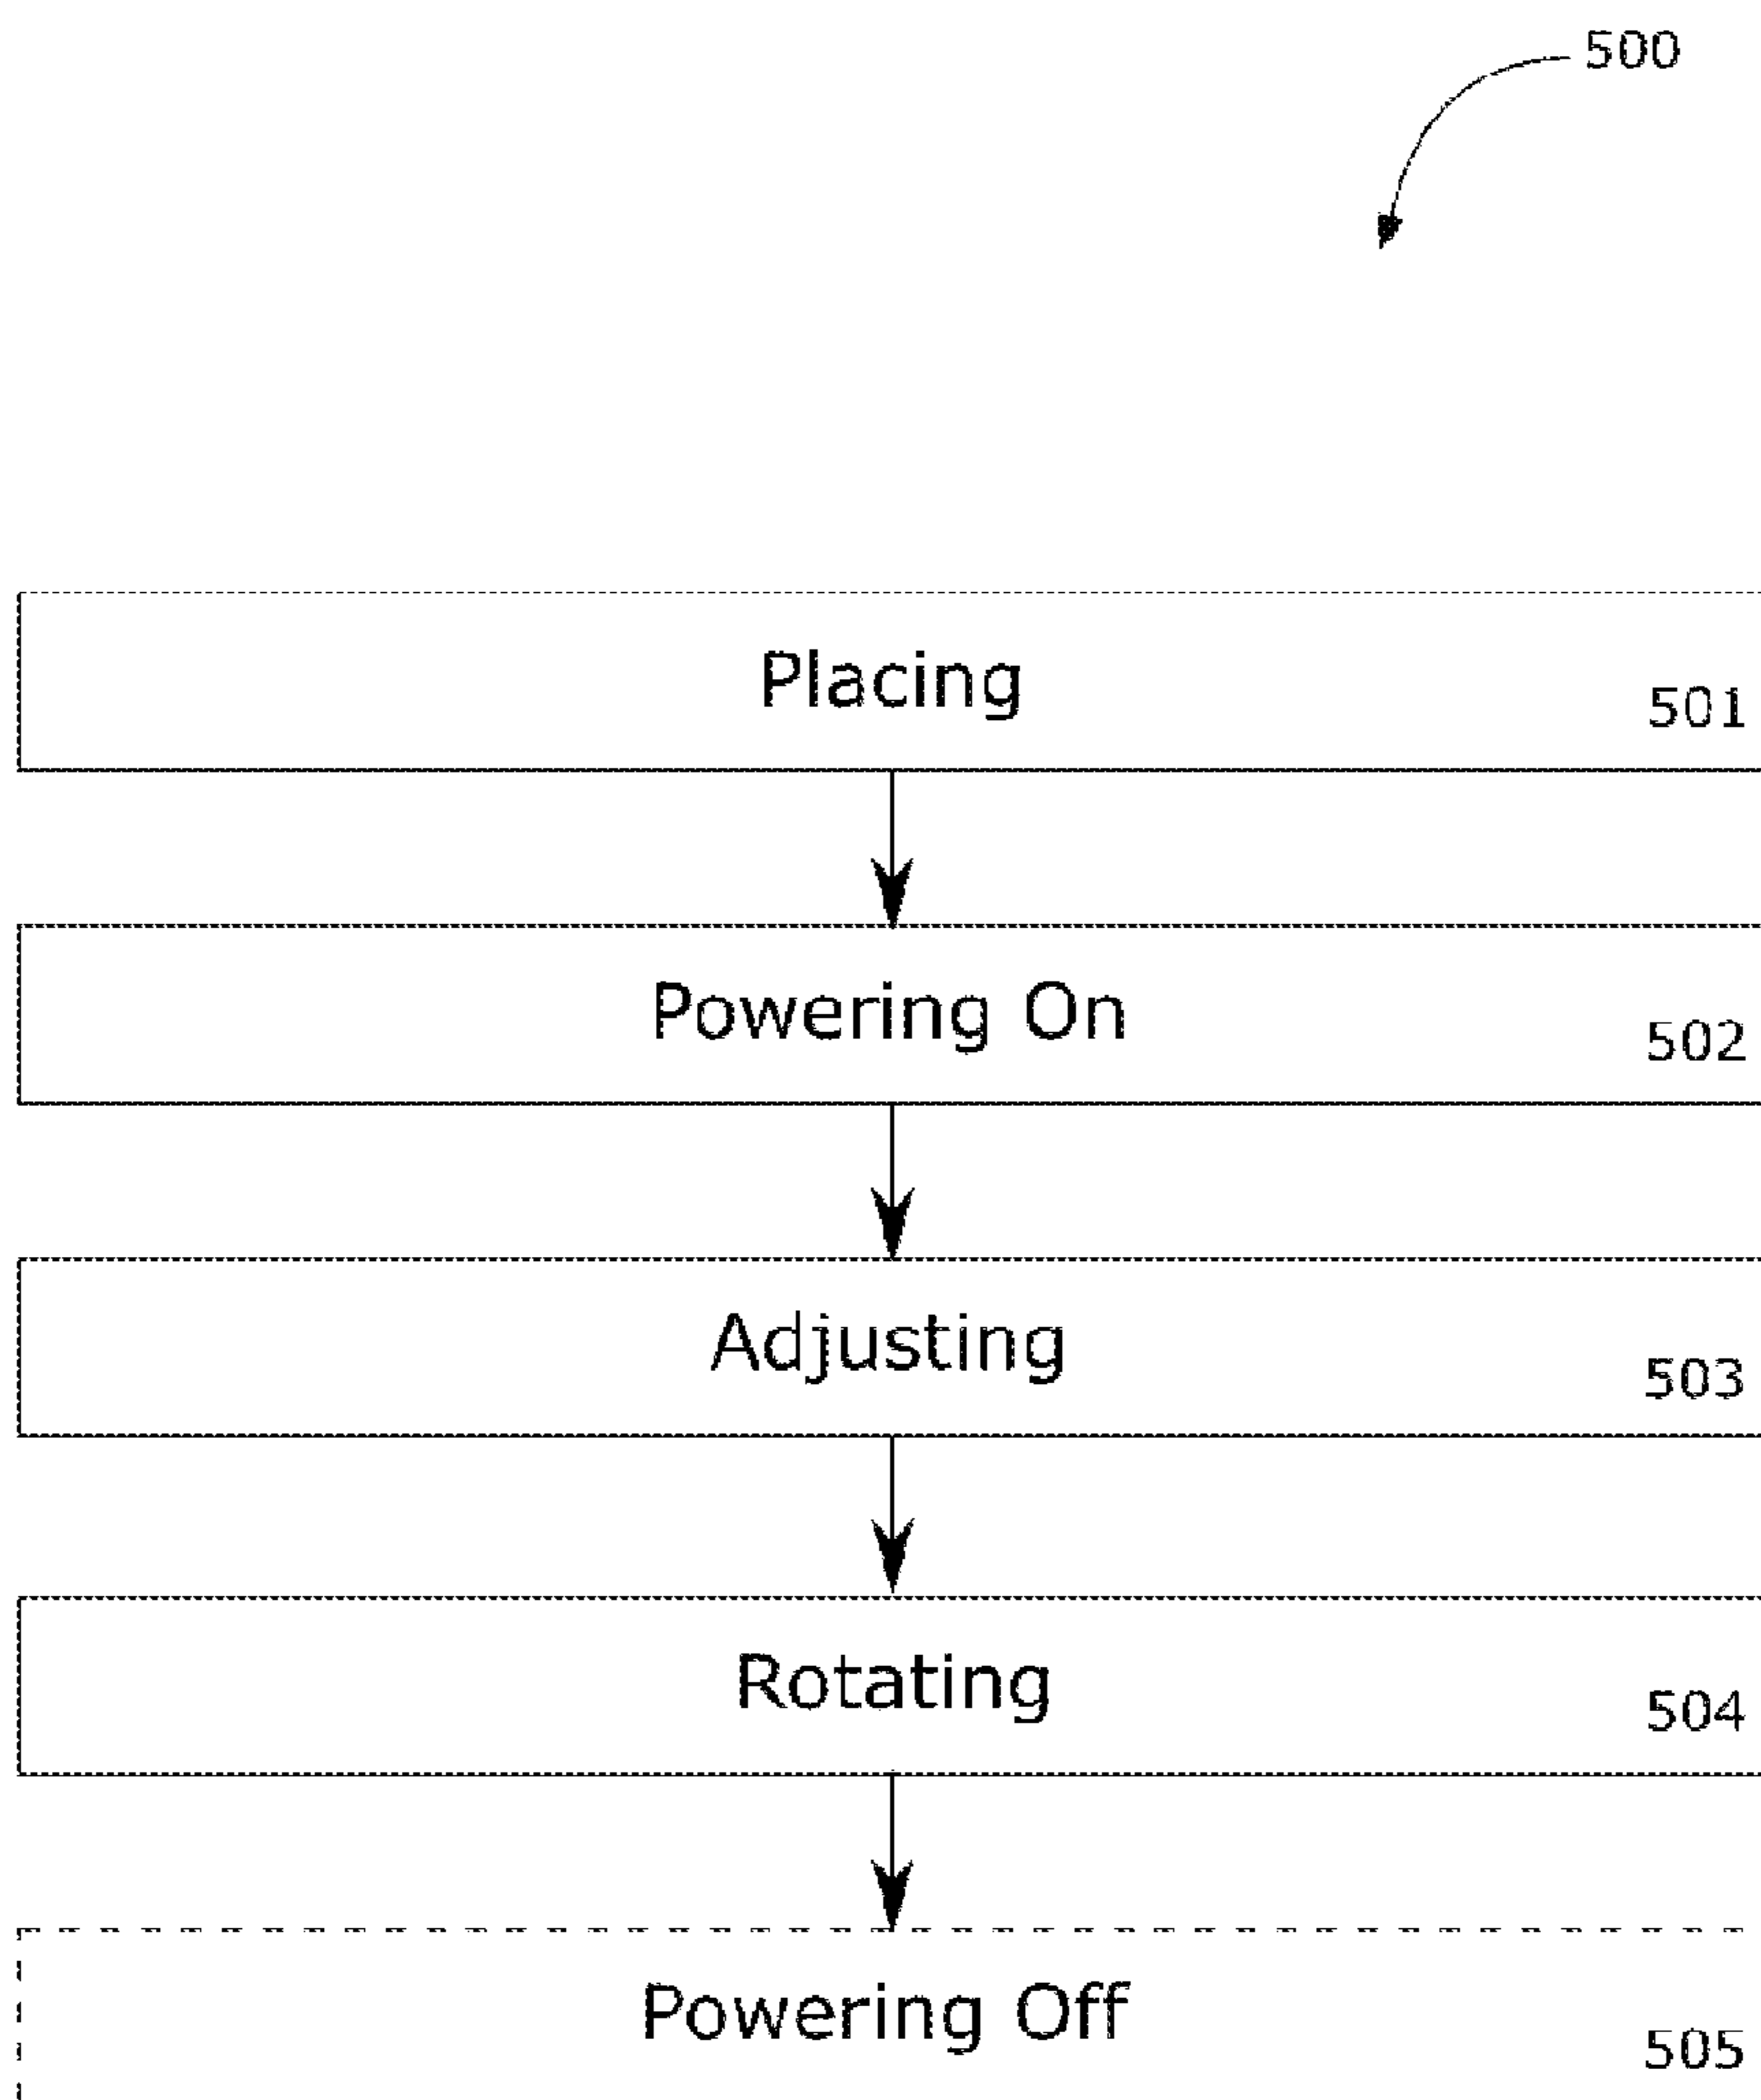 500
Placing
501
Powering On
502
Adjusting
503
Rotating
504
Powering Off
505